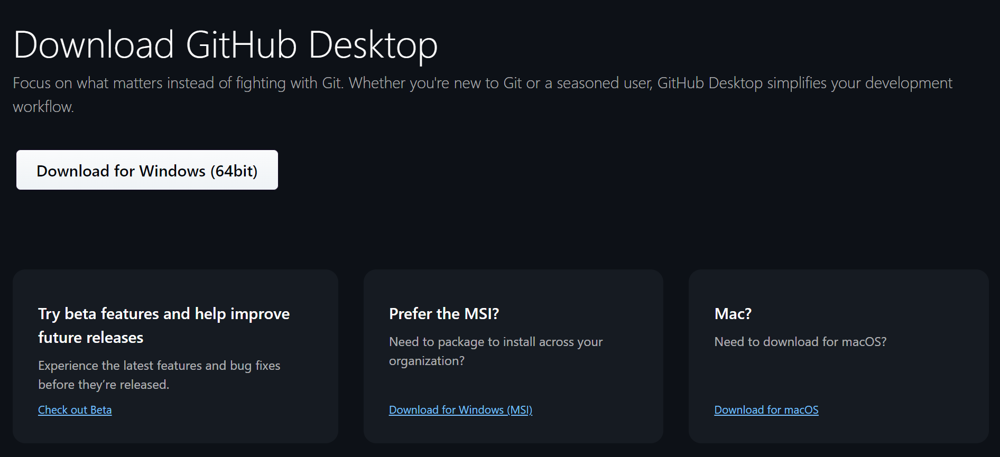 Download GitHub Desktop
Focus on what matters instead of fighting with Git. Whether you're new to Git or a seasoned user, GitHub Desktop simplifies your development
workflow.
Download for Windows (64bit)
Try beta features and help improve
future releases
Experience the latest features and bug fixes
before they’re released.
Check out Beta
Prefer the MSI?
Need to package to install across your
organization?
Download for Windows (MSI)
Mac?
Need to download for macOS?
Download for macOS